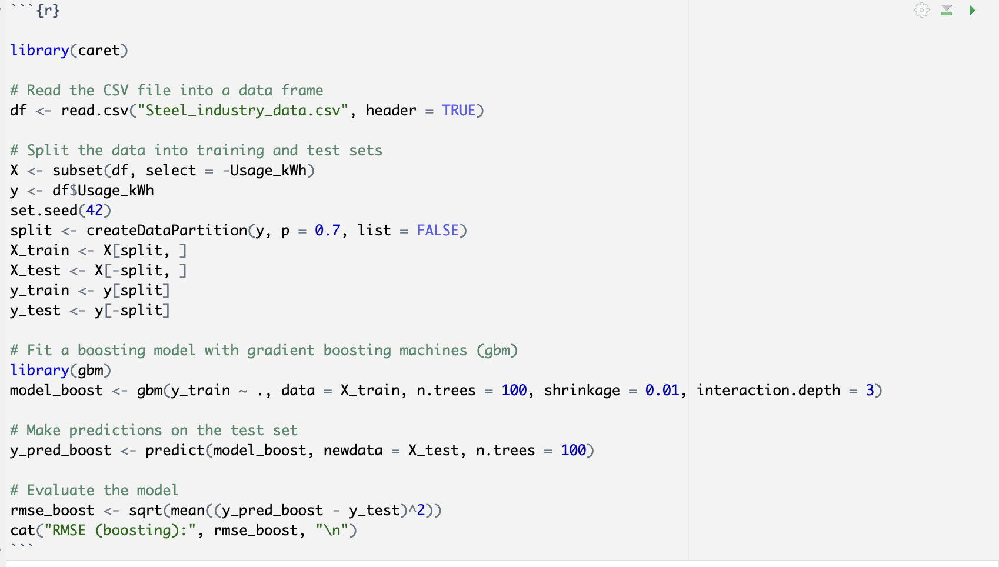 ```{r}
library(caret)
# Read the CSV file into a data frame
df <- read.csv("Steel_industry_data.csv", header = TRUE)
# Split the data into training and test sets
X <- subset(df, select = -Usage_kWh)
y <- df$Usage_kWh
set.seed(42)
split <- createDataPartition(y, p = 0.7, list = FALSE)
X_train <- X[split, ]
X_test <- X[-split, ]
y_train <- y[split]
y_test <- y[-split]
# Fit a boosting model with gradient boosting machines (gbm)
library(gbm)
model_boost <- gbm(y_train ~ ., data = X_train, n.trees = 100, shrinkage = 0.01, interaction.depth = 3)
# Make predictions on the test set
y_pred_boost <- predict(model_boost, newdata = X_test, n.trees = 100)
# Evaluate the model
rmse_boost <- sqrt(mean((y_pred_boost - y_test)^2))
cat("RMSE (boosting):", rmse_boost, "\n")
```